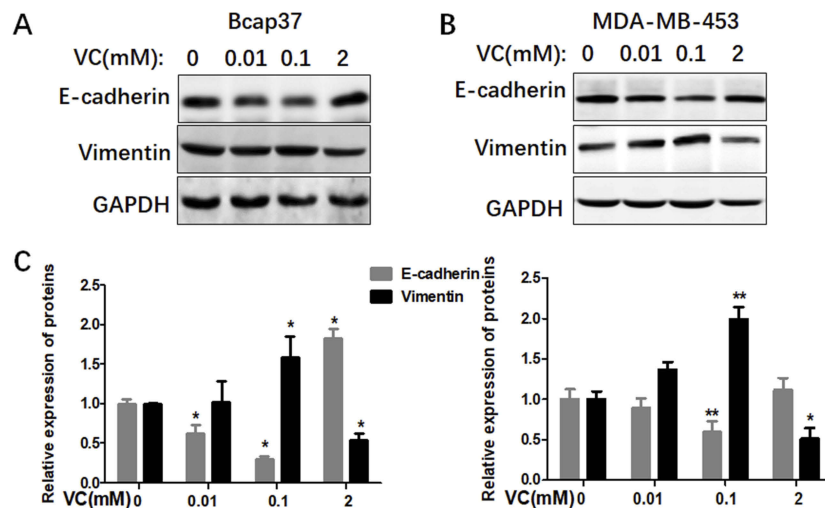 A
Bcap37
VC(mM): 0 0.01 0.1 2
E-cadherin
Vimentin
GAPDH
B
MDA-MB-453
VC(mM): 0 0.01 0.1 2
E-cadherin
Vimentin
GAPDH
C
Relative expression of proteins
2.5
2.0
1.5
1.0
0.5
0.0
* * * * *
VC(mM) 0 0.01 0.1 2
E-cadherin
Vimentin
Relative expression of proteins
2.5
2.0
1.5
1.0
0.5
0.0
** ** *
VC(mM) 0 0.01 0.1 2